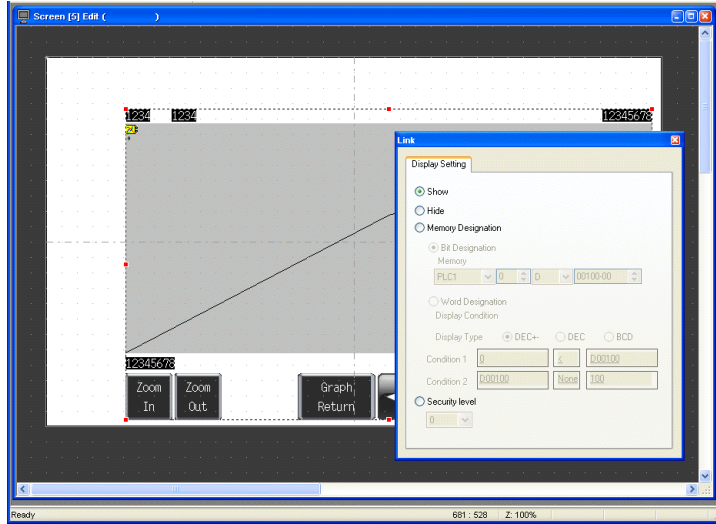 Screen [5] Edit ( )
1234 1234 12345678
Link
Display Setting
Show
Hide
Memory Designation
Bit Designation
Memory
PLC1 0 D 00100-00
Word Designation
Display Condition
Display Type DEC+- DEC BCD
Condition 1 0 ≤ D00100
Condition 2 D00100 None 100
Security level
0
12345678
Zoom In
Zoom Out
Graph Return
Ready 681 : 528 Z: 100%